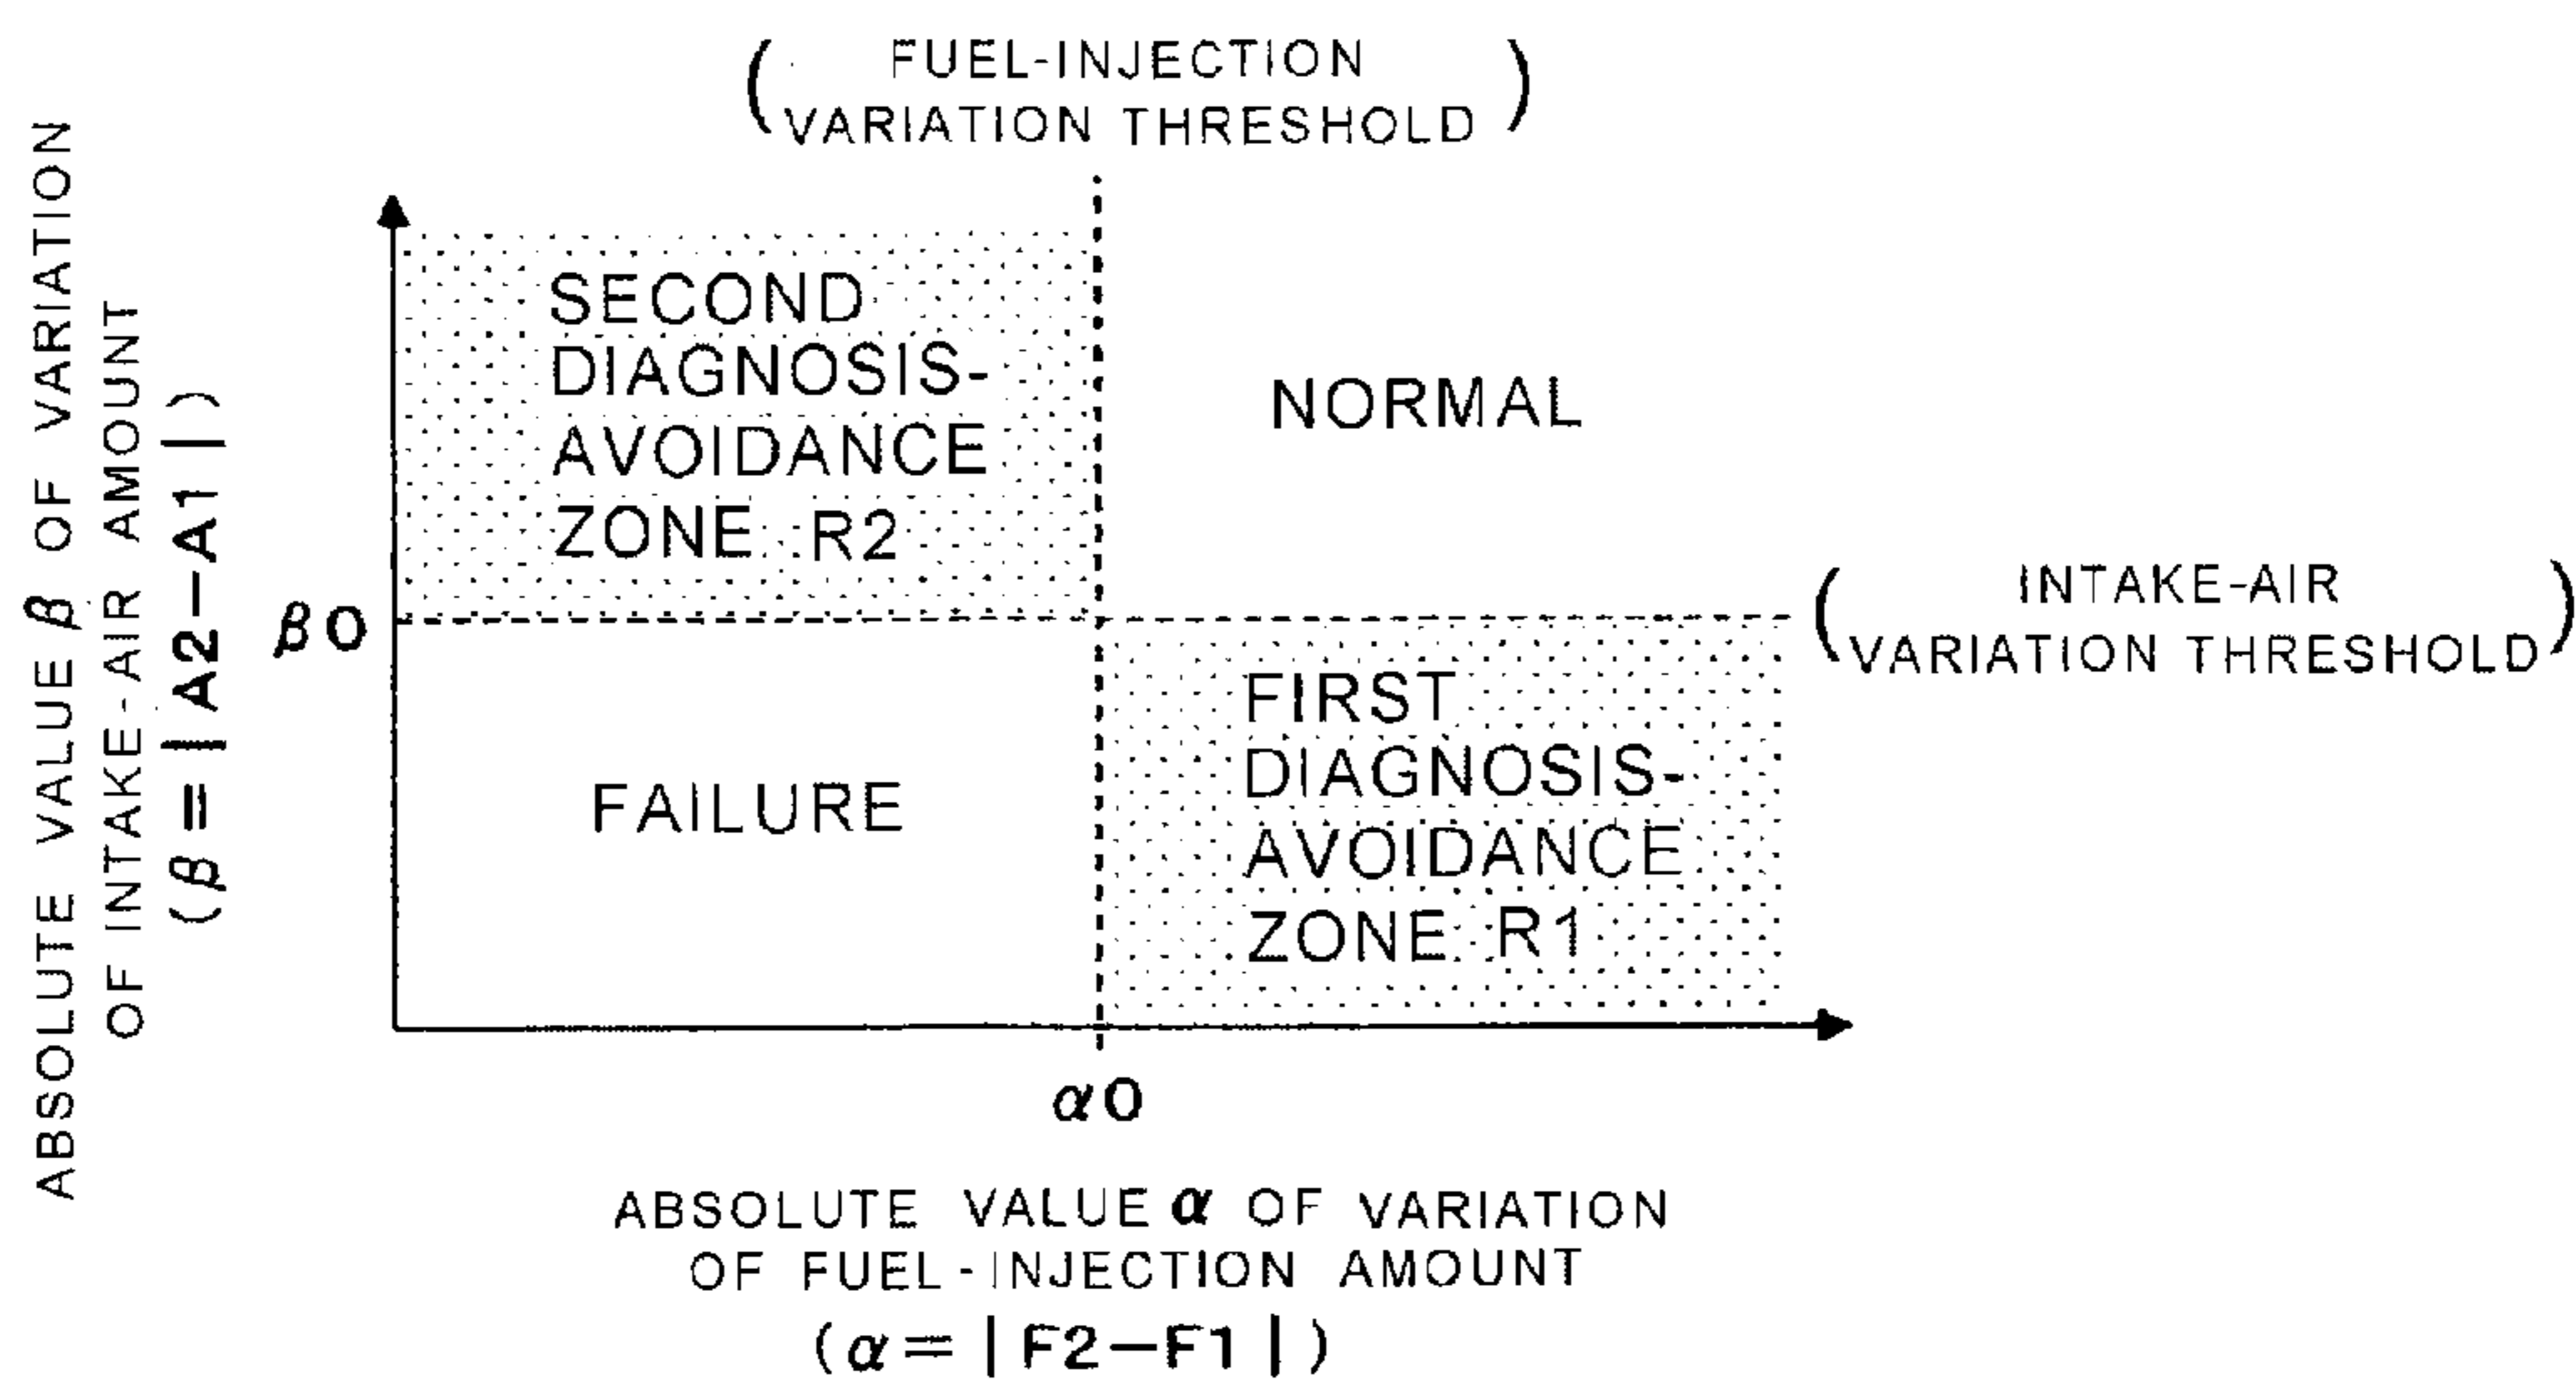 ( FUEL-INJECTION
VARIATION THRESHOLD )
ABSOLUTE VALUE β OF VARIATION
OF INTAKE-AIR AMOUNT
(β=|A2-A1|)
SECOND
DIAGNOSIS-
AVOIDANCE
ZONE R2
NORMAL
β0
( INTAKE-AIR
VARIATION THRESHOLD )
FAILURE
FIRST
DIAGNOSIS-
AVOIDANCE
ZONE R1
α0
ABSOLUTE VALUE α OF VARIATION
OF FUEL-INJECTION AMOUNT
(α=|F2-F1|)